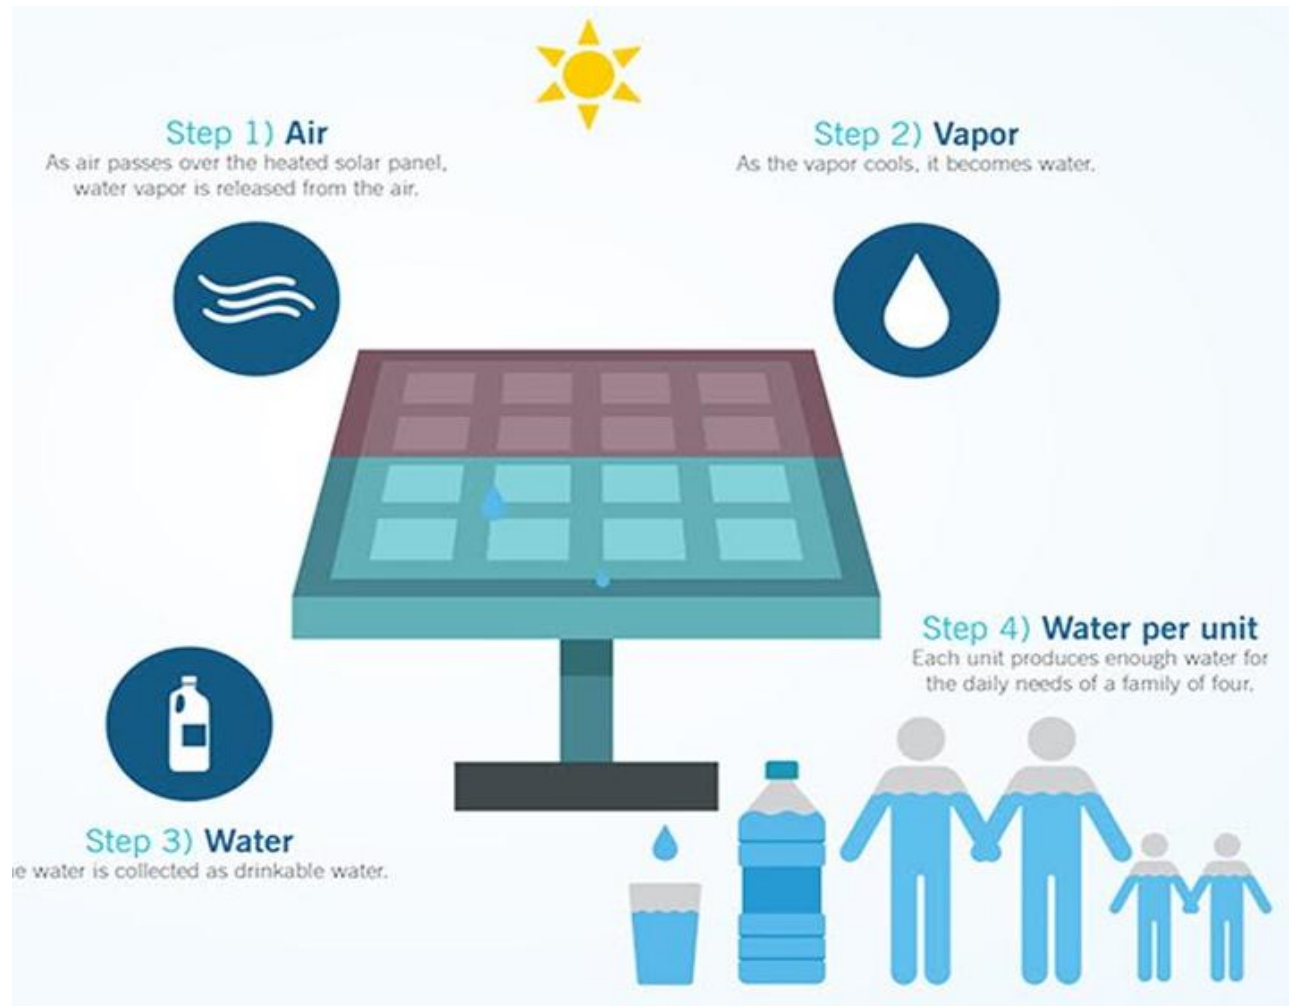 Step 1) Air
As air passes over the heated solar panel,
water vapor is released from the air.
Step 2) Vapor
As the vapor cools, it becomes water.
Step 3) Water
e water is collected as drinkable water.
Step 4) Water per unit
Each unit produces enough water for
the daily needs of a family of four.